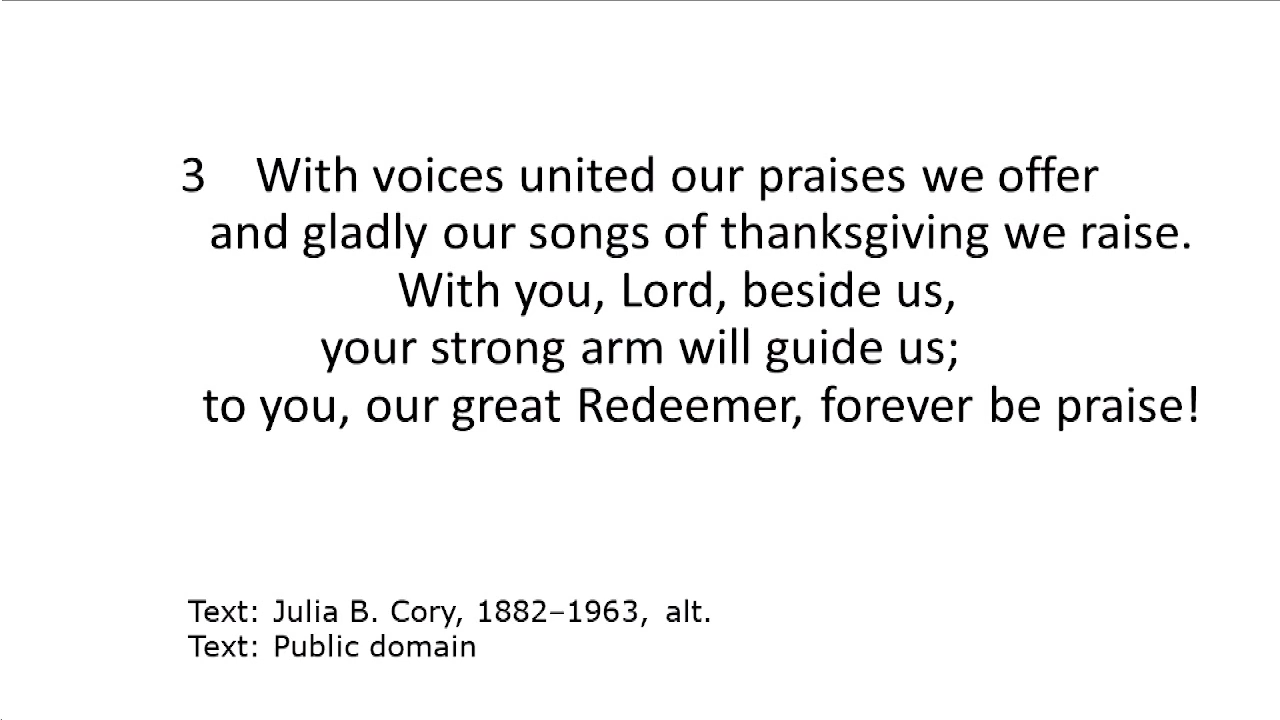 3 With voices united our praises we offer
and gladly our songs of thanksgiving we raise.
With you, Lord, beside us,
your strong arm will guide us;
to you, our great Redeemer, forever be praise!
Text: Julia B. Cory, 1882–1963, alt.
Text: Public domain